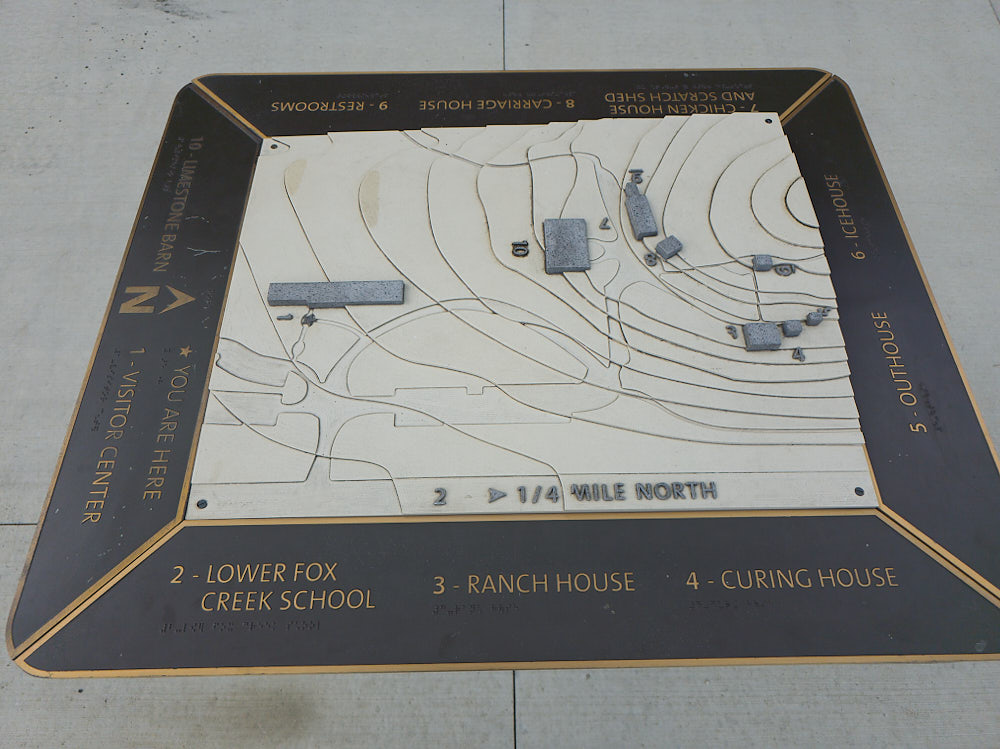 9 - RESTROOMS
8 - CARRIAGE HOUSE
7 - CHICKEN HOUSE
AND SCRATCH SHED
10 - LIMESTONE BARN
N
★ YOU ARE HERE
1 - VISITOR CENTER
6 - ICEHOUSE
5 - OUTHOUSE
10
7
8
1
3
4
2 1/4 MILE NORTH
2 - LOWER FOX
CREEK SCHOOL
3 - RANCH HOUSE
4 - CURING HOUSE